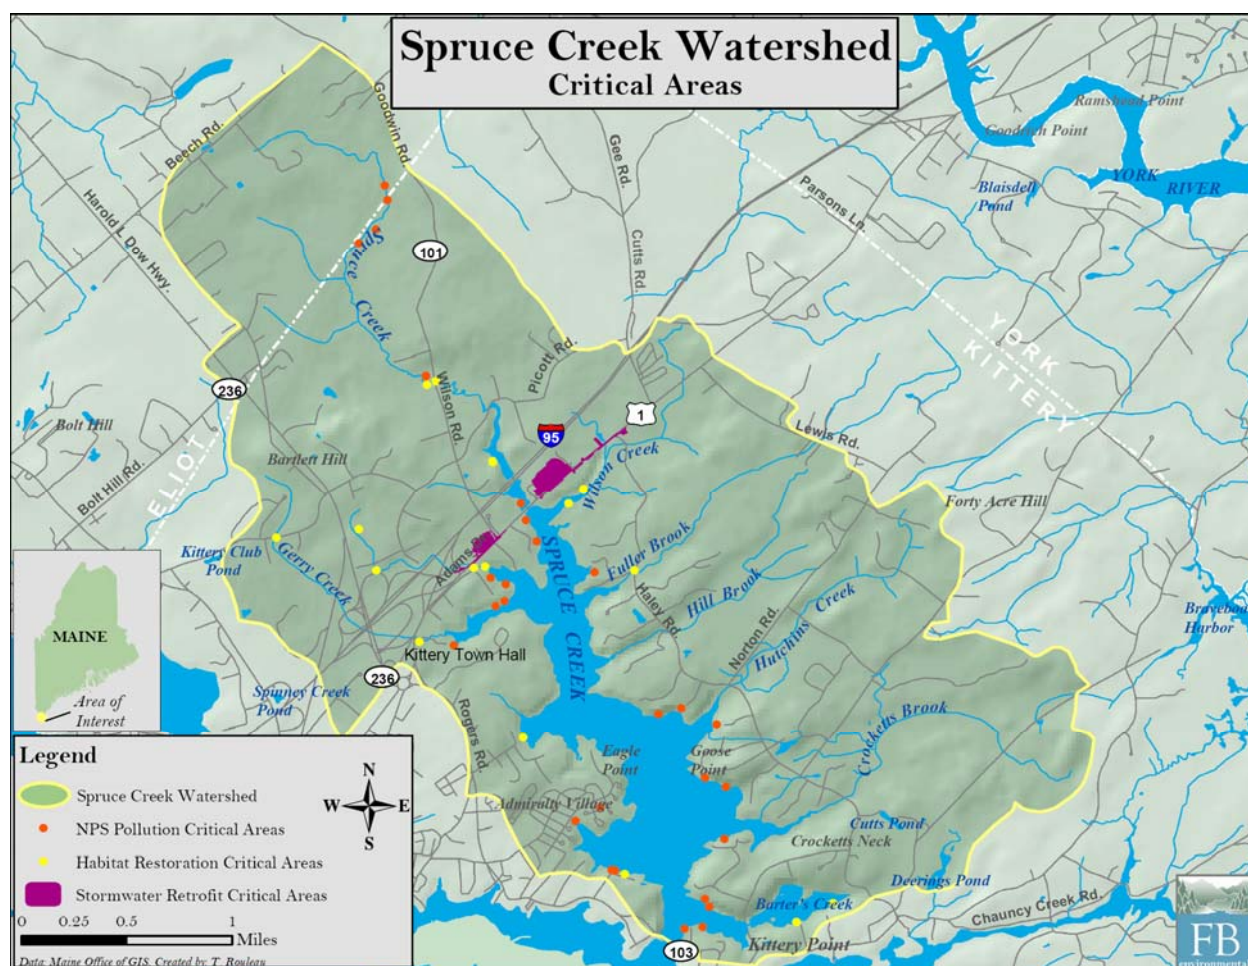 Spruce Creek Watershed
Critical Areas
Goodwin Rd.
Beech Rd.
Harold L Dow Hwy.
Gee Rd.
Cutts Rd.
Parsons Ln.
Ramshead Point
Goodrich Point
Blaisdell
Pond
YORK
RIVER
101
Spruce
Creek
YORK
KITTERY
236
Picott Rd.
Wilson Rd.
1
95
Lewis Rd.
Bolt Hill
Bartlett Hill
Bolt Hill Rd.
ELIOT
Wilson Creek
Forty Acre Hill
Kittery Club
Pond
Gerry Creek
Adams Rd.
SPRUCE CREEK
Fuller Brook
Haley Rd.
Hill Brook
Norton Rd.
Hutchins Creek
Harbor
MAINE
Area of
Interest
Kittery Town Hall
236
Spinney Creek
Pond
Rogers Rd.
Crocketts Brook
Eagle
Point
Goose
Point
Admiralty Village
Cutts Pond
Crocketts Neck
Deerings Pond
Barter's Creek
Chauncy Creek Rd.
103
Kittery Point
Legend
Spruce Creek Watershed
NPS Pollution Critical Areas
Habitat Restoration Critical Areas
Stormwater Retrofit Critical Areas
N
W
E
S
0 0.25 0.5 1
Miles
Data: Maine Office of GIS. Created by: T. Rouleau
FB
environmental